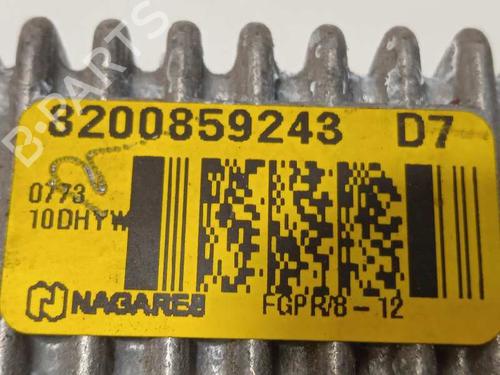 B-PARTS
8200859243 D7
0773
10DHYW
NAGARES
FGPR/8-12